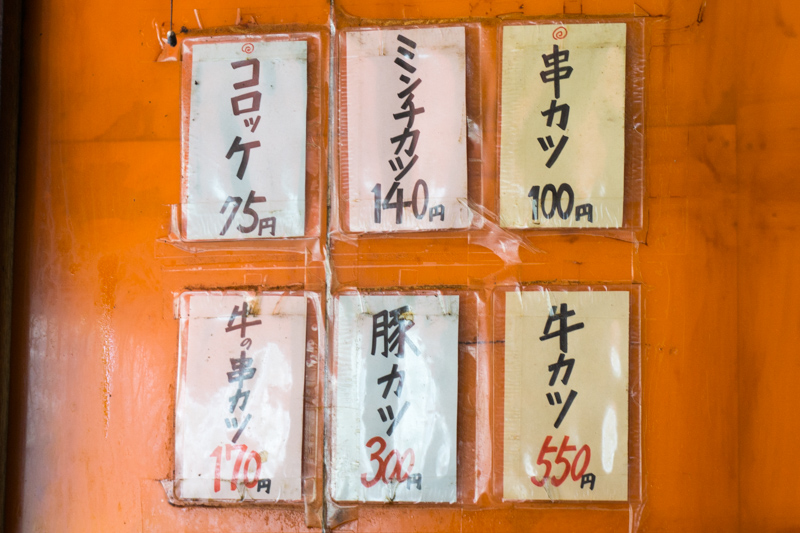 コロッケ
75円
ミンチカツ
140円
串カツ
100円
牛の串カツ
170円
豚カツ
300円
牛カツ
550円